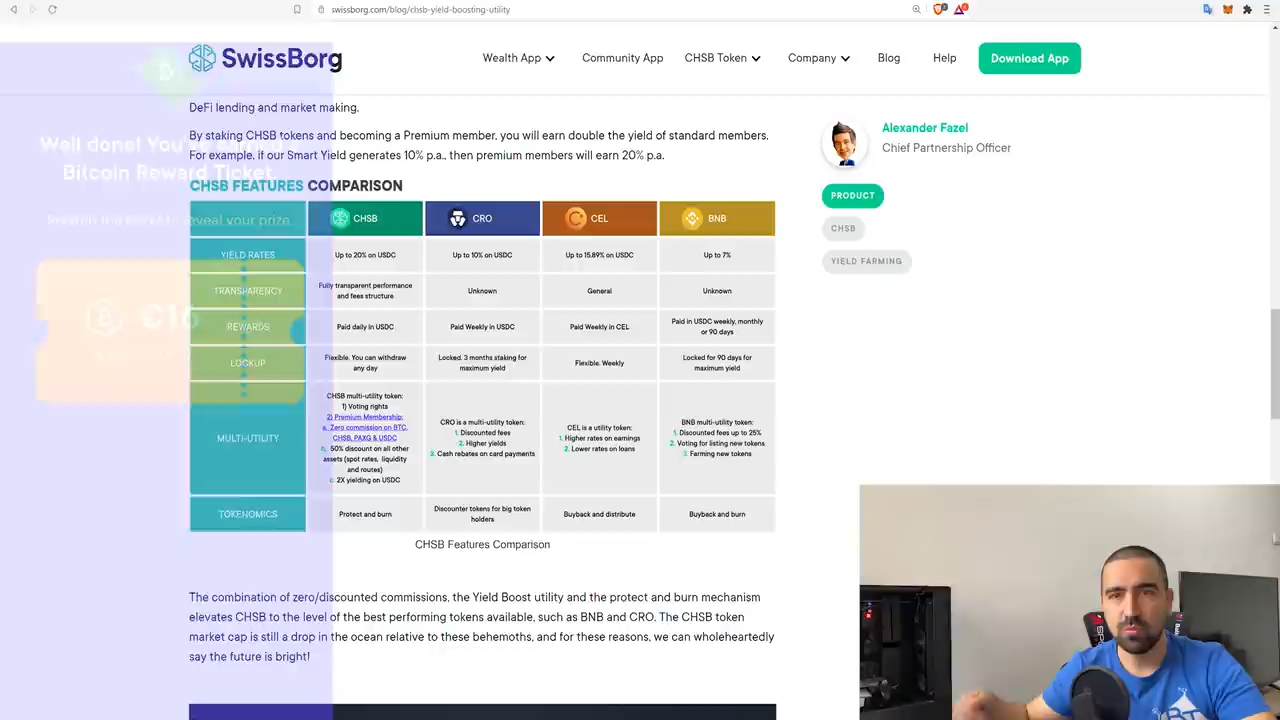 swissborg.com/blog/chsb-yield-boosting-utility
SwissBorg
Wealth App
Community App
CHSB Token
Company
Blog
Help
Download App
DeFi lending and market making.
By staking CHSB tokens and becoming a Premium member, you will earn double the yield of standard members.
For example, if our Smart Yield generates 10% p.a., then premium members will earn 20% p.a.
Well done! You've earned a
Bitcoin Reward Ticket.
reveal your prize.
Alexander Fazel
Chief Partnership Officer
PRODUCT
CHSB
YIELD FARMING
CHSB FEATURES COMPARISON
CHSB CRO CEL BNB
YIELD RATES
Up to 20% on USDC
Up to 10% on USDC
Up to 15.89% on USDC
Up to 7%
TRANSPARENCY
Fully transparent performance
and fees structure
Unknown
General
Unknown
REWARDS
Paid daily in USDC
Paid Weekly in USDC
Paid Weekly in CEL
Paid in USDC weekly, monthly
or 90 days
LOCKUP
Flexible. You can withdraw
any day
Locked. 3 months staking for
maximum yield
Flexible. Weekly
Locked for 90 days for
maximum yield
MULTI-UTILITY
CHSB multi-utility token:
1) Voting rights
2) Premium Membership:
a. Zero commission on BTC,
CHSB, PAXG & USDC
b. 50% discount on all other
assets (spot rates, liquidity
and routes)
c. 2X yielding on USDC
CRO is a multi-utility token:
1. Discounted fees
2. Higher yields
3. Cash rebates on card payments
CEL is a utility token:
1. Higher rates on earnings
2. Lower rates on loans
BNB multi-utility token:
1. Discounted fees up to 25%
2. Voting for listing new tokens
3. Farming new tokens
TOKENOMICS
Protect and burn
Discounter tokens for big token
holders
Buyback and distribute
Buyback and burn
CHSB Features Comparison
The combination of zero/discounted commissions, the Yield Boost utility and the protect and burn mechanism
elevates CHSB to the level of the best performing tokens available, such as BNB and CRO. The CHSB token
market cap is still a drop in the ocean relative to these behemoths, and for these reasons, we can wholeheartedly
say the future is bright!